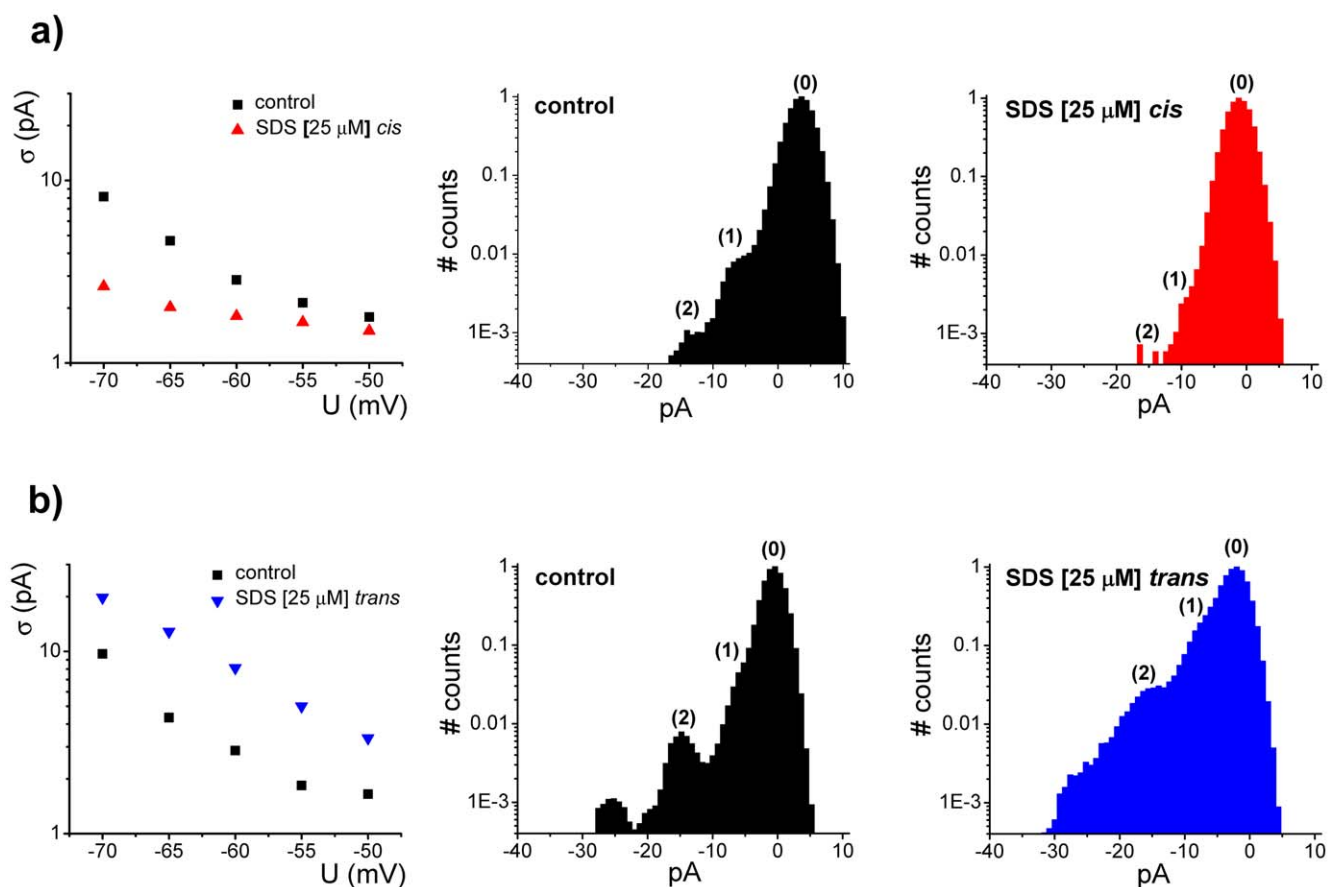 a)
σ (pA)
10
1
control
SDS [25 μM] cis
-70 -65 -60 -55 -50
U (mV)
control
# counts
1
0.1
0.01
1E-3
(0)
(1)
(2)
-40 -30 -20 -10 0 10
pA
SDS [25 μM] cis
# counts
1
0.1
0.01
1E-3
(0)
(1)
(2)
-40 -30 -20 -10 0 10
pA
b)
σ (pA)
10
1
control
SDS [25 μM] trans
-70 -65 -60 -55 -50
U (mV)
control
# counts
1
0.1
0.01
1E-3
(0)
(1)
(2)
-40 -30 -20 -10 0 10
pA
SDS [25 μM] trans
# counts
1
0.1
0.01
1E-3
(0)
(1)
(2)
-40 -30 -20 -10 0 10
pA